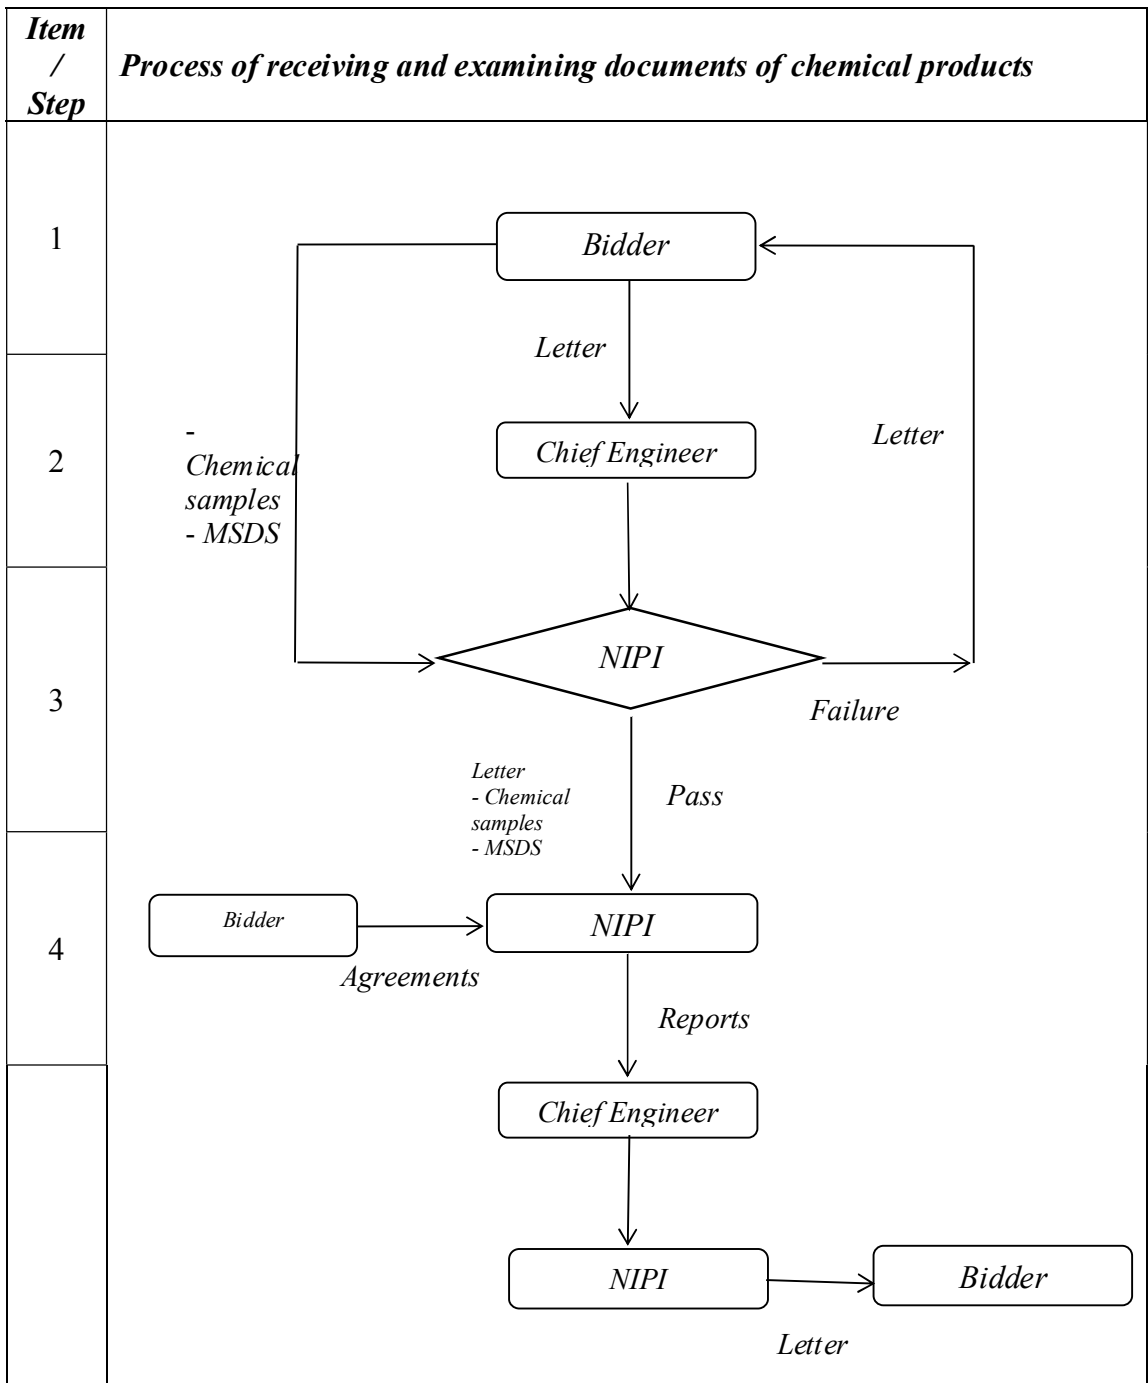 Item
/
Step
Process of receiving and examining documents of chemical products
1
Bidder
Letter
2
-
Chemical
samples
- MSDS
Chief Engineer
Letter
3
NIPI
Failure
Letter
- Chemical
samples
- MSDS
Pass
4
Bidder
NIPI
Agreements
Reports
Chief Engineer
NIPI
Bidder
Letter